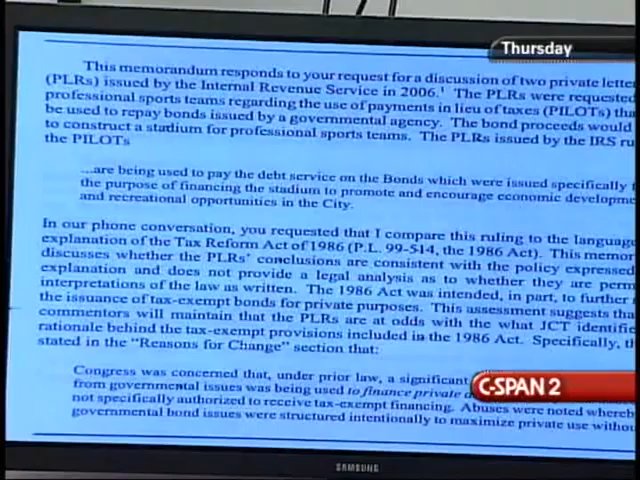 Thursday
This memorandum responds to your request for a discussion of two private letter
(PLRs) issued by the Internal Revenue Service in 2006.¹ The PLRs were requested
professional sports teams regarding the use of payments in lieu of taxes (PILOTs) tha
be used to repay bonds issued by a governmental agency. The bond proceeds would
to construct a stadium for professional sports teams. The PLRs issued by the IRS ru
the PILOTs
...are being used to pay the debt service on the Bonds which were issued specifically
the purpose of financing the stadium to promote and encourage economic developme
and recreational opportunities in the City.
In our phone conversation, you requested that I compare this ruling to the language
explanation of the Tax Reform Act of 1986 (P.L. 99-514, the 1986 Act). This memor
discusses whether the PLRs' conclusions are consistent with the policy expressed
explanation and does not provide a legal analysis as to whether they are perm
interpretations of the law as written. The 1986 Act was intended, in part, to further
the issuance of tax-exempt bonds for private purposes. This assessment suggests tha
commentors will maintain that the PLRs are at odds with the what JCT identifi
rationale behind the tax-exempt provisions included in the 1986 Act. Specifically, th
stated in the "Reasons for Change" section that:
Congress was concerned that, under prior law, a significant
from governmental issues was being used to finance private
not specifically authorized to receive tax-exempt financing. Abuses were noted whereb
governmental bond issues were structured intentionally to maximize private use withou
C-SPAN 2
SAMSUNG